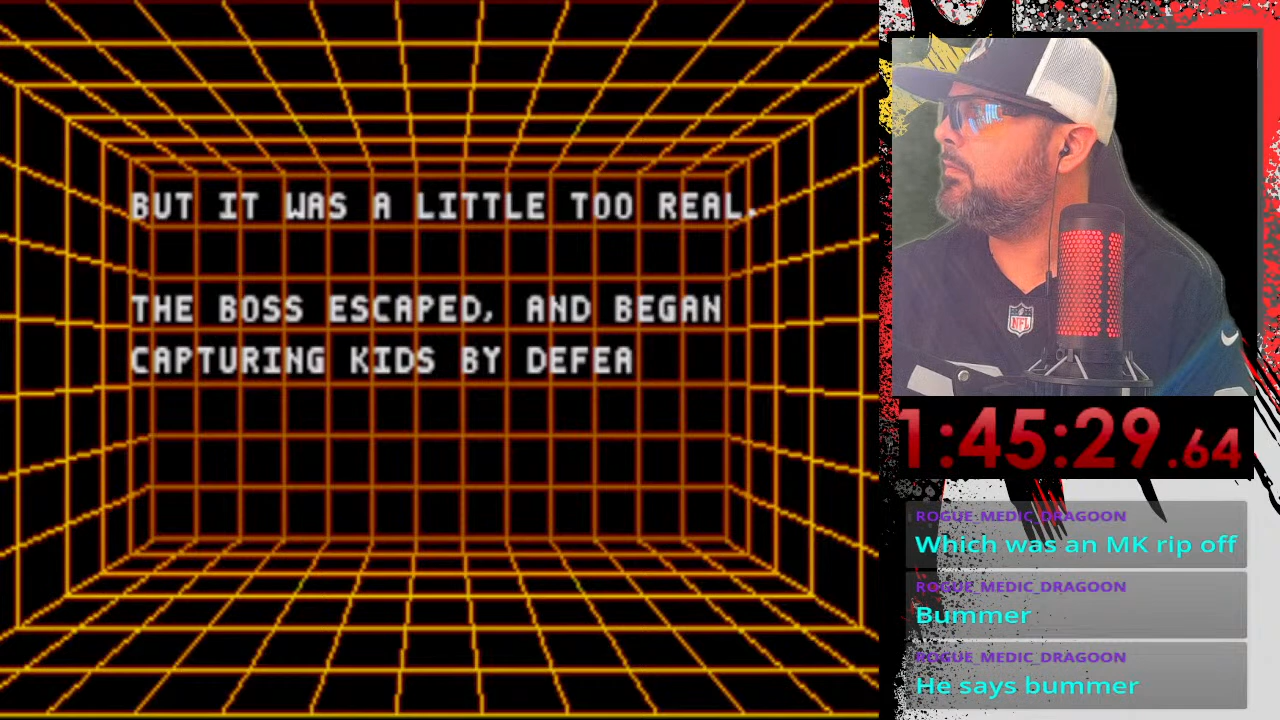 BUT IT WAS A LITTLE TOO REAL.
THE BOSS ESCAPED, AND BEGAN
CAPTURING KIDS BY DEFEA
NFL
1:45:29.64
ROGUE_MEDIC_DRAGOON
Which was an MK rip off
ROGUE_MEDIC_DRAGOON
Bummer
ROGUE_MEDIC_DRAGOON
He says bummer